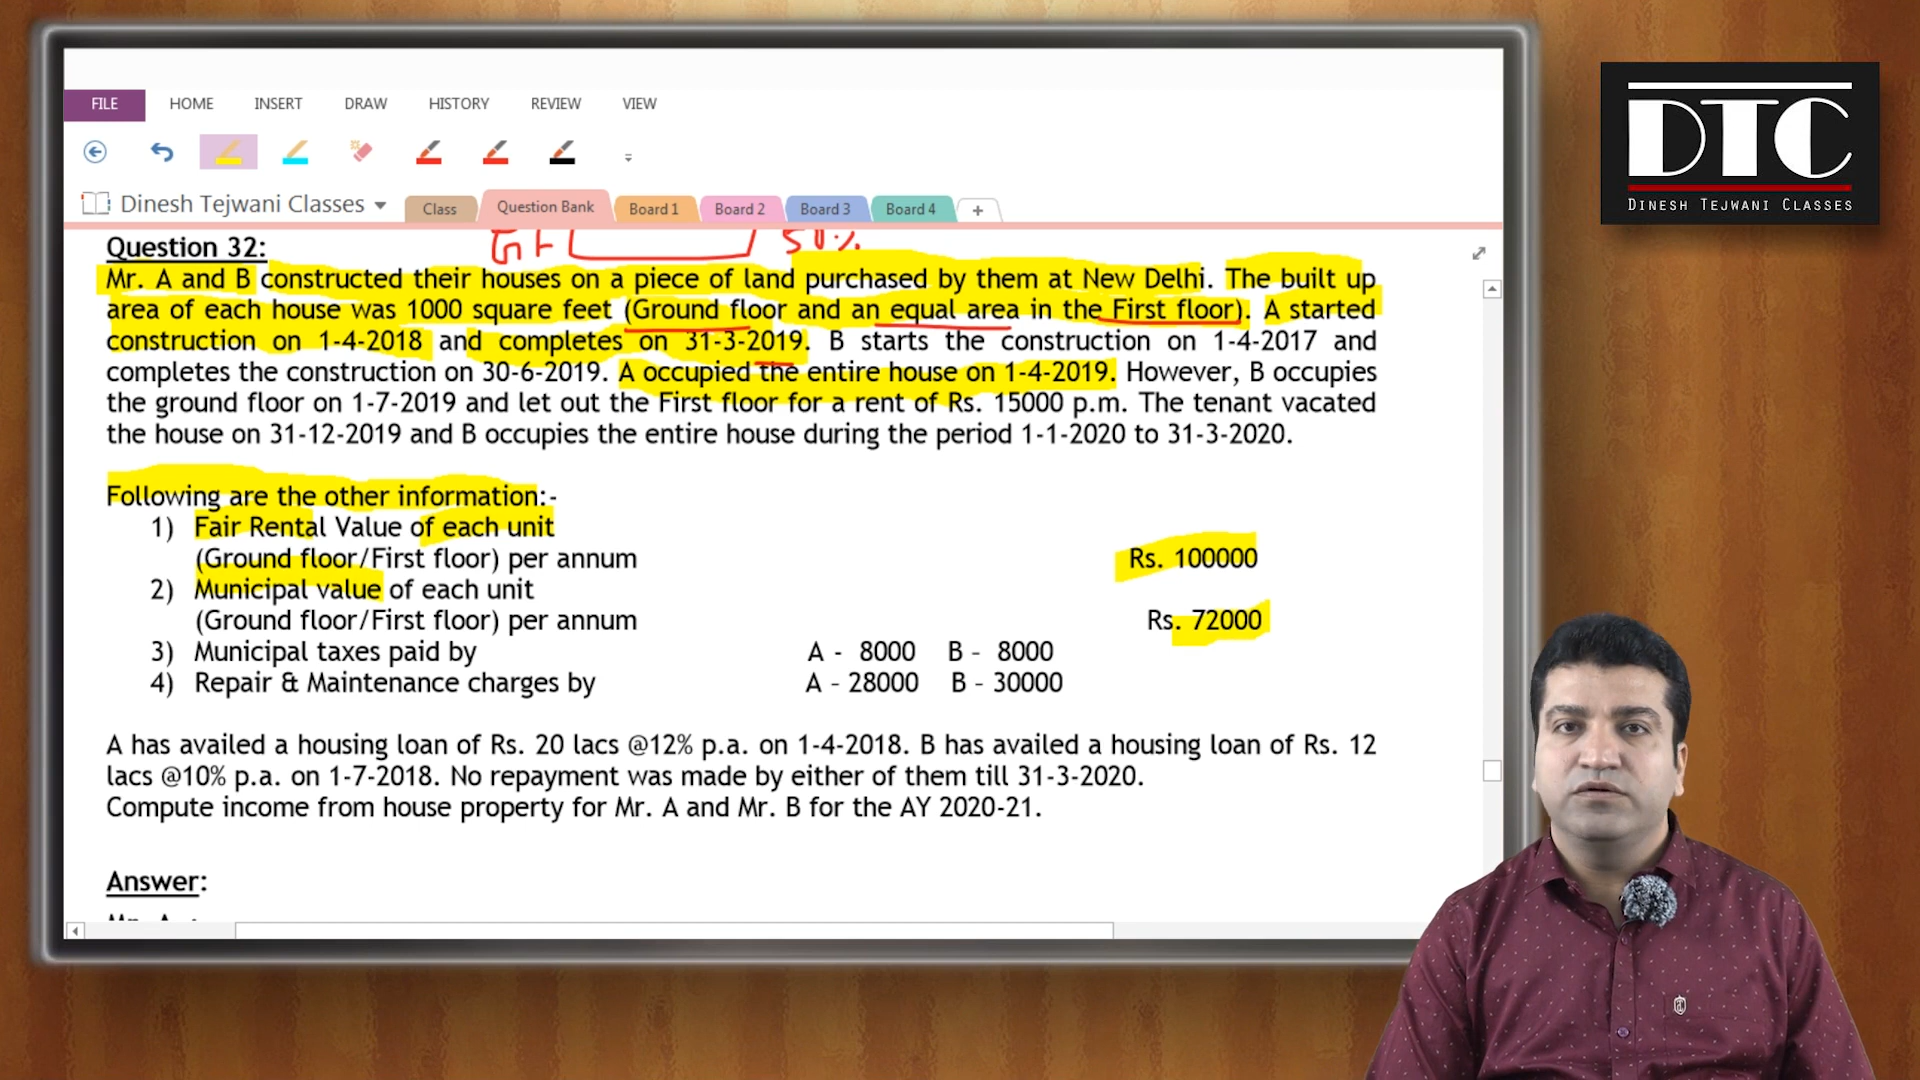 FILE HOME INSERT DRAW HISTORY REVIEW VIEW
Dinesh Tejwani Classes Class Question Bank Board 1 Board 2 Board 3 Board 4 +
DTC
DINESH TEJWANI CLASSES
GF 50%
Question 32:
Mr. A and B constructed their houses on a piece of land purchased by them at New Delhi. The built up
area of each house was 1000 square feet (Ground floor and an equal area in the First floor). A started
construction on 1-4-2018 and completes on 31-3-2019. B starts the construction on 1-4-2017 and
completes the construction on 30-6-2019. A occupied the entire house on 1-4-2019. However, B occupies
the ground floor on 1-7-2019 and let out the First floor for a rent of Rs. 15000 p.m. The tenant vacated
the house on 31-12-2019 and B occupies the entire house during the period 1-1-2020 to 31-3-2020.
Following are the other information:-
1) Fair Rental Value of each unit
(Ground floor/First floor) per annum Rs. 100000
2) Municipal value of each unit
(Ground floor/First floor) per annum Rs. 72000
3) Municipal taxes paid by A - 8000 B - 8000
4) Repair & Maintenance charges by A - 28000 B - 30000
A has availed a housing loan of Rs. 20 lacs @12% p.a. on 1-4-2018. B has availed a housing loan of Rs. 12
lacs @10% p.a. on 1-7-2018. No repayment was made by either of them till 31-3-2020.
Compute income from house property for Mr. A and Mr. B for the AY 2020-21.
Answer: